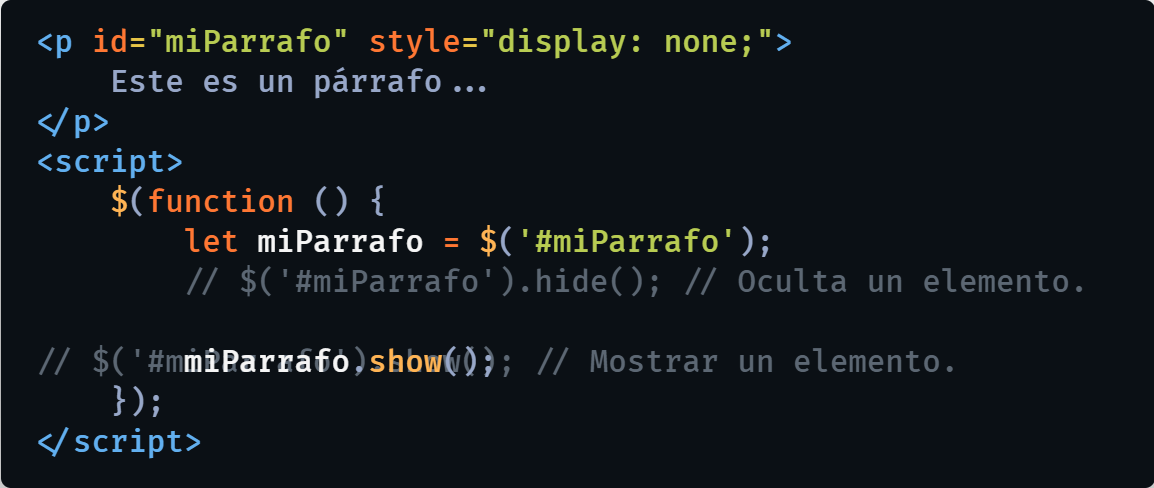 <p id="miParrafo" style="display: none;">
    Este es un párrafo...
</p>
<script>
    $(function () {
        let miParrafo = $('#miParrafo');
        // $('#miParrafo').hide(); // Oculta un elemento.

// $('#miParrafo').show(); // Mostrar un elemento.
        miParrafo.show();
    });
</script>